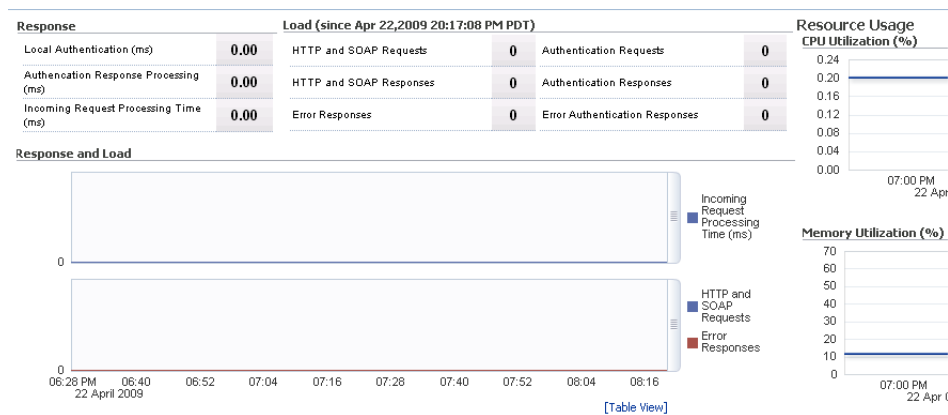 Response
Local Authentication (ms) 0.00
Authencation Response Processing
(ms) 0.00
Incoming Request Processing Time
(ms) 0.00
Load (since Apr 22,2009 20:17:08 PM PDT)
HTTP and SOAP Requests 0 Authentication Requests 0
HTTP and SOAP Responses 0 Authentication Responses 0
Error Responses 0 Error Authentication Responses 0
Resource Usage
CPU Utilization (%)
0.24
0.20
0.16
0.12
0.08
0.04
0.00
07:00 PM
22 Apr
Response and Load
0
Incoming
Request
Processing
Time (ms)
0
HTTP and
SOAP
Requests
Error
Responses
06:28 PM 06:40 06:52 07:04 07:16 07:28 07:40 07:52 08:04 08:16
22 April 2009
[Table View]
Memory Utilization (%)
70
60
50
40
30
20
10
0
07:00 PM
22 Apr